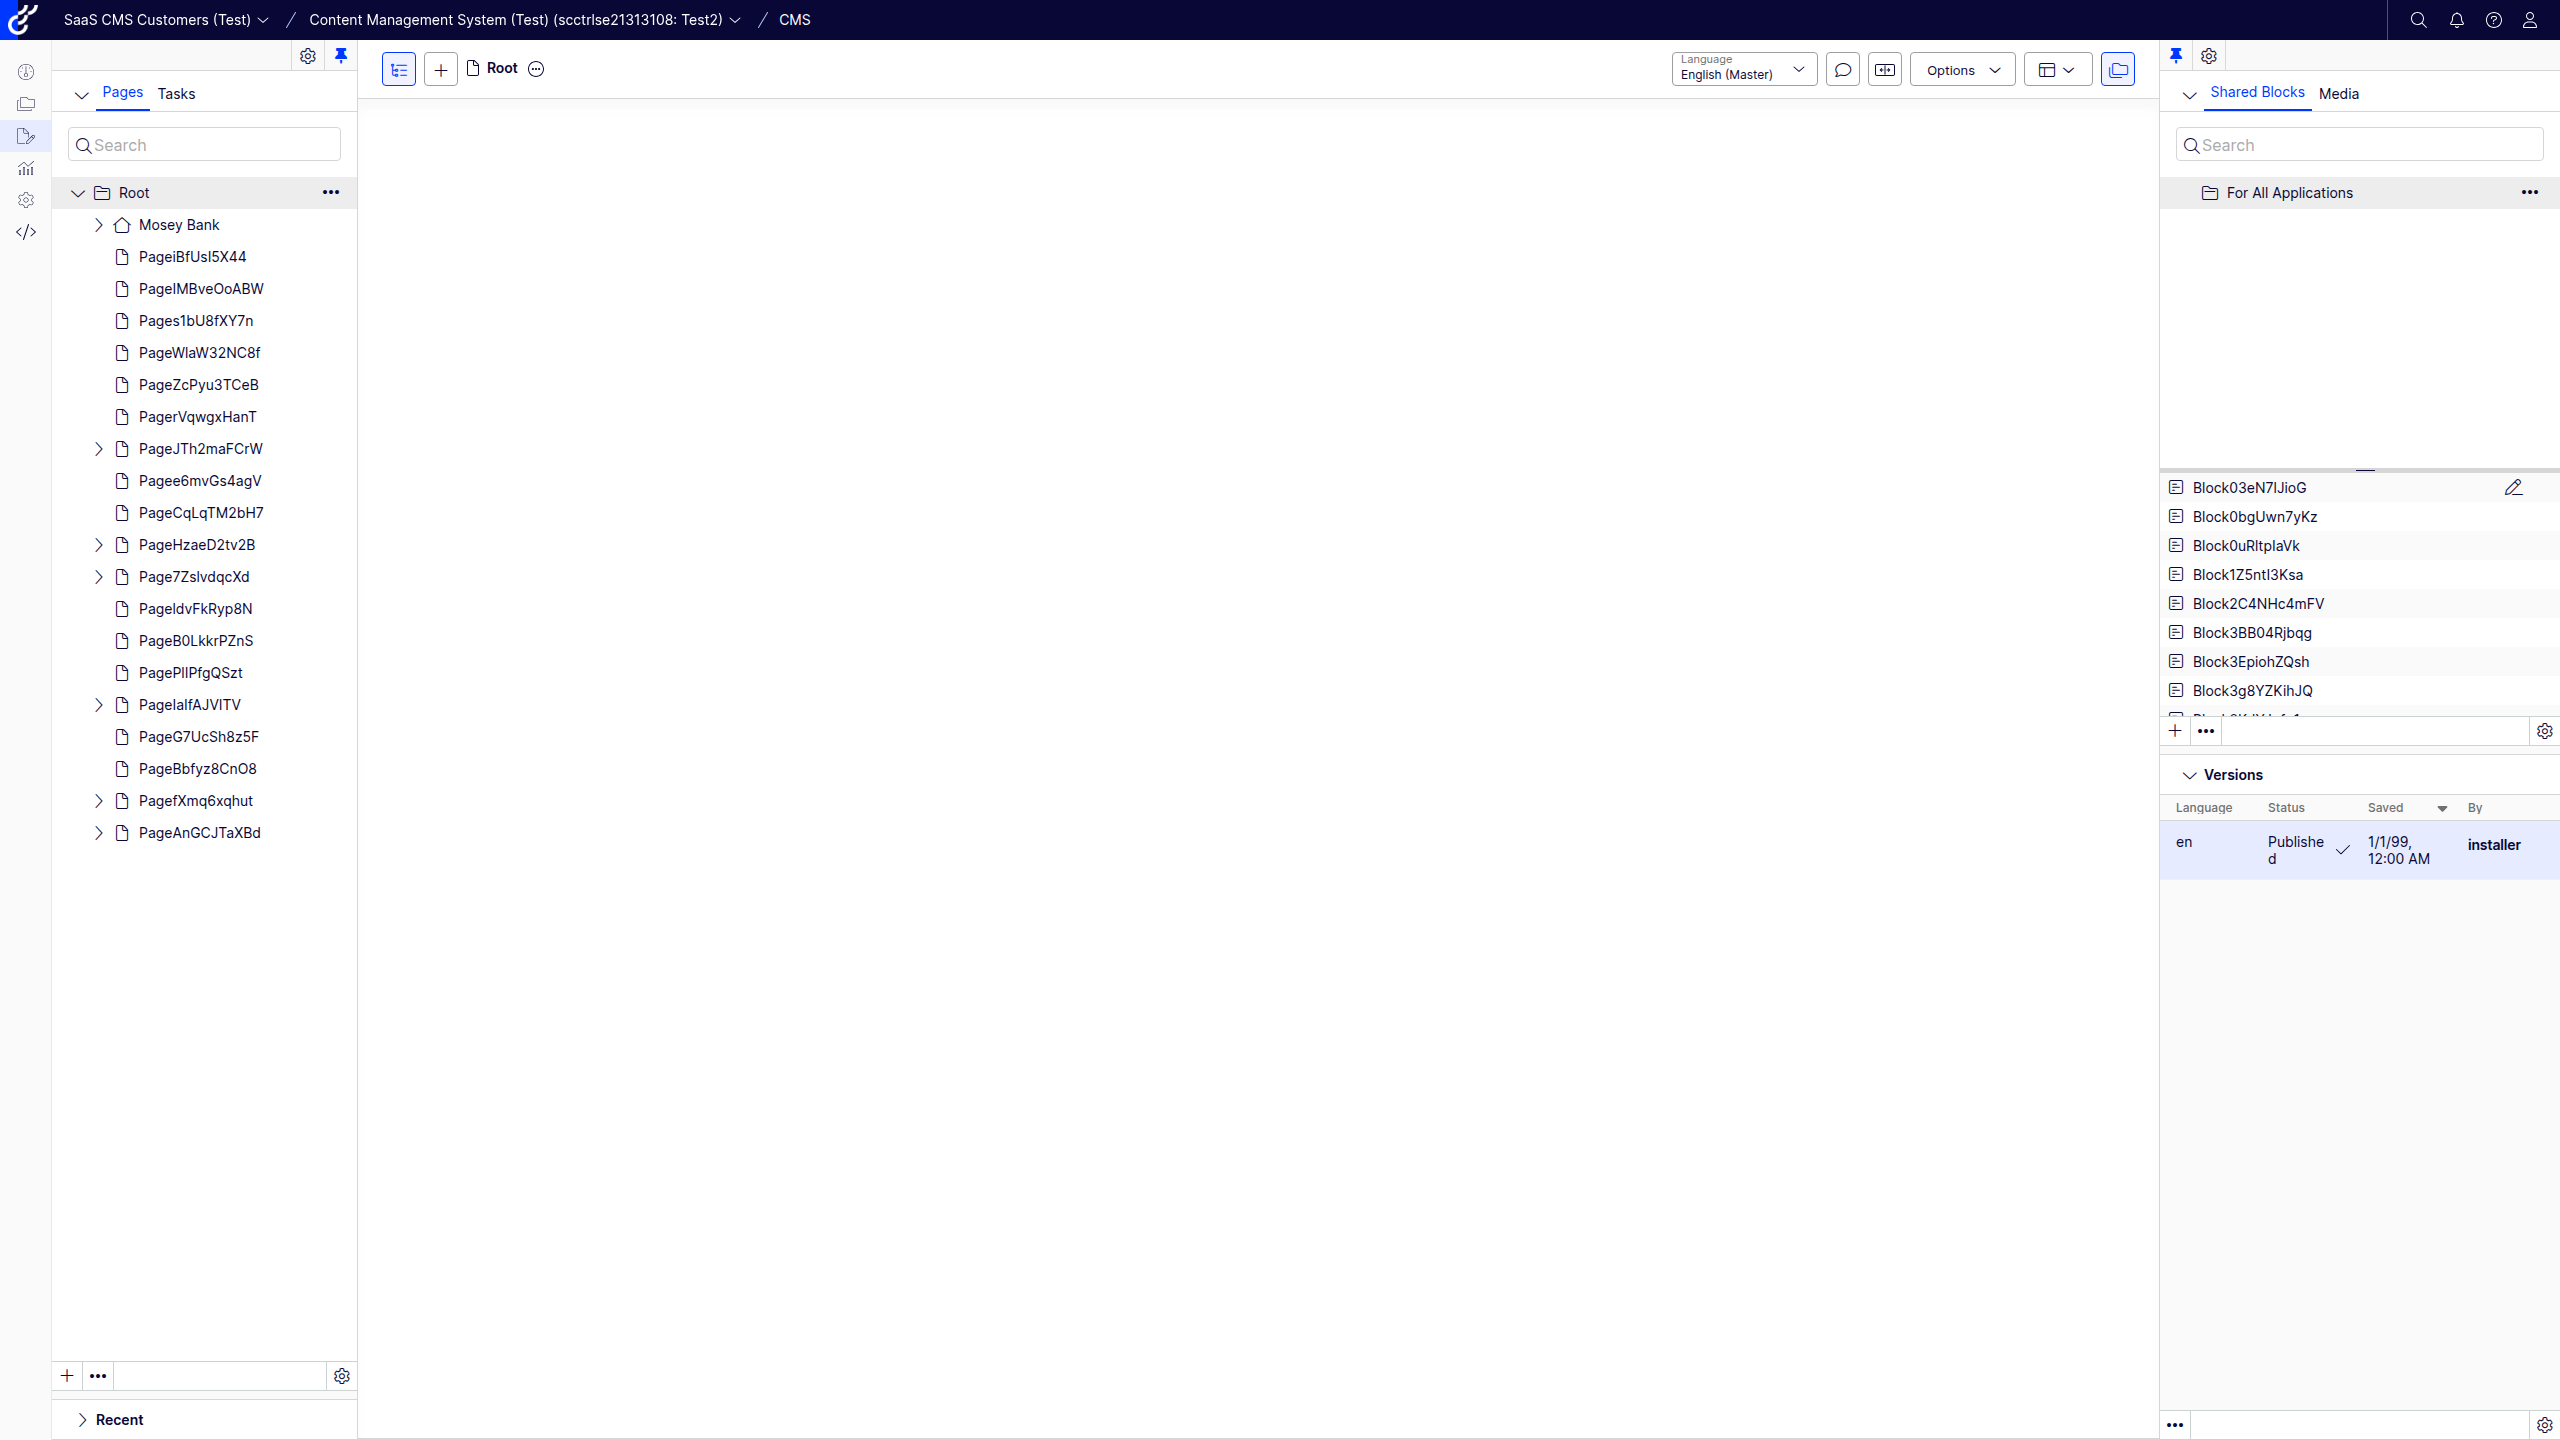 SaaS CMS Customers (Test) / Content Management System (Test) (scctrlse21313108: Test2) / CMS
Pages Tasks
Search
Root
Mosey Bank
PageiBfUsI5X44
PageIMBveOoABW
Pages1bU8fXY7n
PageWlaW32NC8f
PageZcPyu3TCeB
PagerVqwgxHanT
PageJTh2maFCrW
Pagee6mvGs4agV
PageCqLqTM2bH7
PageHzaeD2tv2B
Page7ZslvdqcXd
PageldvFkRyp8N
PageB0LkkrPZnS
PagePIlPfgQSzt
PageIaIfAJVITV
PageG7UcSh8z5F
PageBbfyz8CnO8
PagefXmq6xqhut
PageAnGCJTaXBd
Recent
Root
Language
English (Master)
Options
Shared Blocks Media
Search
For All Applications
Block03eN7lJioG
Block0bgUwn7yKz
Block0uRltplaVk
Block1Z5ntI3Ksa
Block2C4NHc4mFV
Block3BB04Rjbqg
Block3EpiohZQsh
Block3g8YZKihJQ
Versions
Language Status Saved By
en Published 1/1/99, 12:00 AM installer